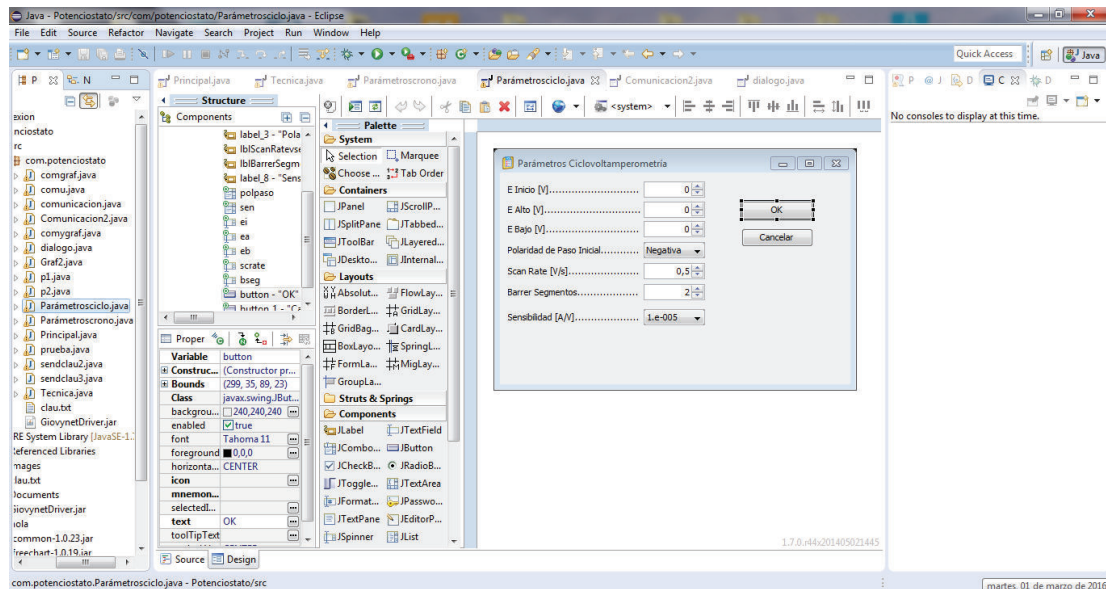 Java - Potenciostato/src/com/potenciostato/Parámetrosciclo.java - Eclipse
File Edit Source Refactor Navigate Search Project Run Window Help
Quick Access
Java
P
N
exion
nciostato
rc
com.potenciostato
comgraf.java
comu.java
comunicacion.java
Comunicacion2.java
comygraf.java
dialogo.java
Graf2.java
p1.java
p2.java
Parámetrosciclo.java
Parámetroscrono.java
Principal.java
prueba.java
sendclau2.java
sendclau3.java
Tecnica.java
clau.txt
GiovynetDriver.jar
RE System Library [JavaSE-1.
Referenced Libraries
mages
lau.txt
Documents
GiovynetDriver.jar
ola
common-1.0.23.jar
freechart-1.0.19.jar
Principal.java Tecnica.java Parámetroscrono.java Parámetrosciclo.java Comunicacion2.java dialogo.java
Structure
Components
label_3 - "Pola
lblScanRatevse
lblBarrerSegm
label_8 - "Sens
polpaso
sen
ei
ea
eb
scrate
bseg
button - "OK"
button 1 - "Ca
Proper
Variable button
Construc... (Constructor pr...
Bounds (299, 35, 89, 23)
Class javax.swing.JBut...
backgrou... 240,240,240
enabled true
font Tahoma 11
foreground 0,0,0
horizonta... CENTER
icon
mnemon...
selectedI...
text OK
toolTipText
Palette
System
Selection Marquee
Choose ... Tab Order
Containers
JPanel JScrollP...
JSplitPane JTabbed...
JToolBar JLayered...
JDeskto... JInternal...
Layouts
Absolut... FlowLay...
BorderL... GridLay...
GridBag... CardLay...
BoxLayo... SpringL...
FormLa... MigLay...
GroupLa...
Struts & Springs
Components
JLabel JTextField
JCombo... JButton
JCheckB... JRadioB...
JToggle... JTextArea
JFormat... JPasswo...
JTextPane JEditorP...
JSpinner JList
<system>
Parámetros Ciclovoltamperometria
E Inicio [V]............................ 0
E Alto [V].............................. 0
E Bajo [V].............................. 0
Polaridad de Paso Inicial............ Negativa
Scan Rate [V/s]...................... 0,5
Barrer Segmentos.................. 2
Sensibilidad [A/V].................... 1.e-005
OK
Cancelar
1.7.0.r44x201405021445
Source Design
P @ J D C D
No consoles to display at this time.
com.potenciostato.Parámetrosciclo.java - Potenciostato/src
martes, 01 de marzo de 2016